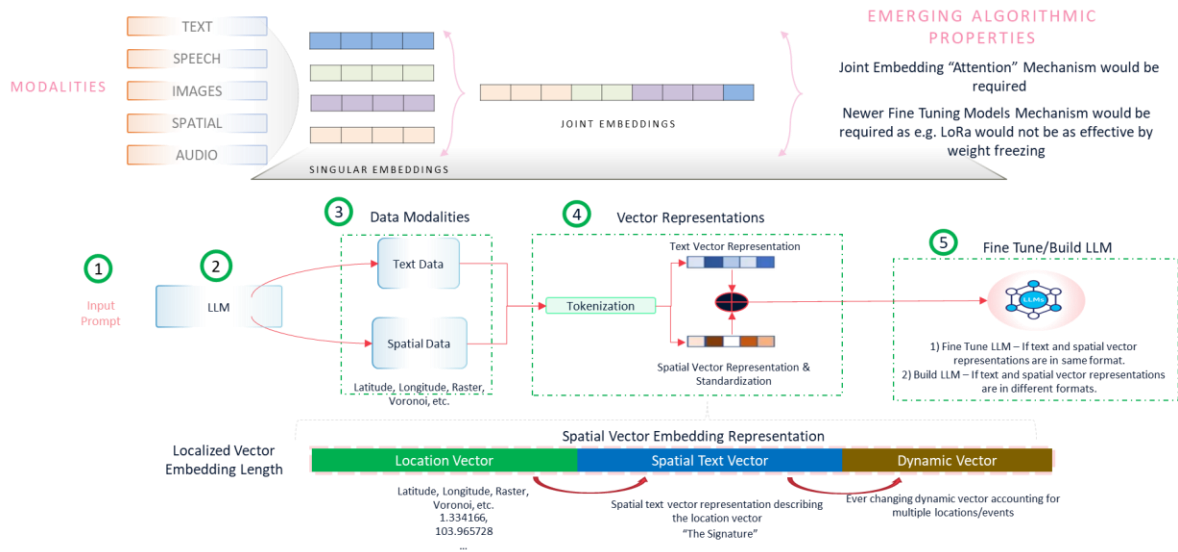 MODALITIES
TEXT
SPEECH
IMAGES
SPATIAL
AUDIO
SINGULAR EMBEDDINGS
JOINT EMBEDDINGS
EMERGING ALGORITHMIC
PROPERTIES
Joint Embedding “Attention” Mechanism would be
required
Newer Fine Tuning Models Mechanism would be
required as e.g. LoRa would not be as effective by
weight freezing
1
Input
Prompt
2
LLM
3
Data Modalities
Text Data
Spatial Data
Latitude, Longitude, Raster,
Voronoi, etc.
4
Vector Representations
Tokenization
Text Vector Representation
Spatial Vector Representation &
Standardization
5
Fine Tune/Build LLM
LLMs
1) Fine Tune LLM – If text and spatial vector
representations are in same format.
2) Build LLM – If text and spatial vector representations
are in different formats.
Spatial Vector Embedding Representation
Localized Vector
Embedding Length
Location Vector
Spatial Text Vector
Dynamic Vector
Latitude, Longitude, Raster,
Voronoi, etc.
1.334166,
103.965728
...
Spatial text vector representation describing
the location vector
“The Signature”
Ever changing dynamic vector accounting for
multiple locations/events